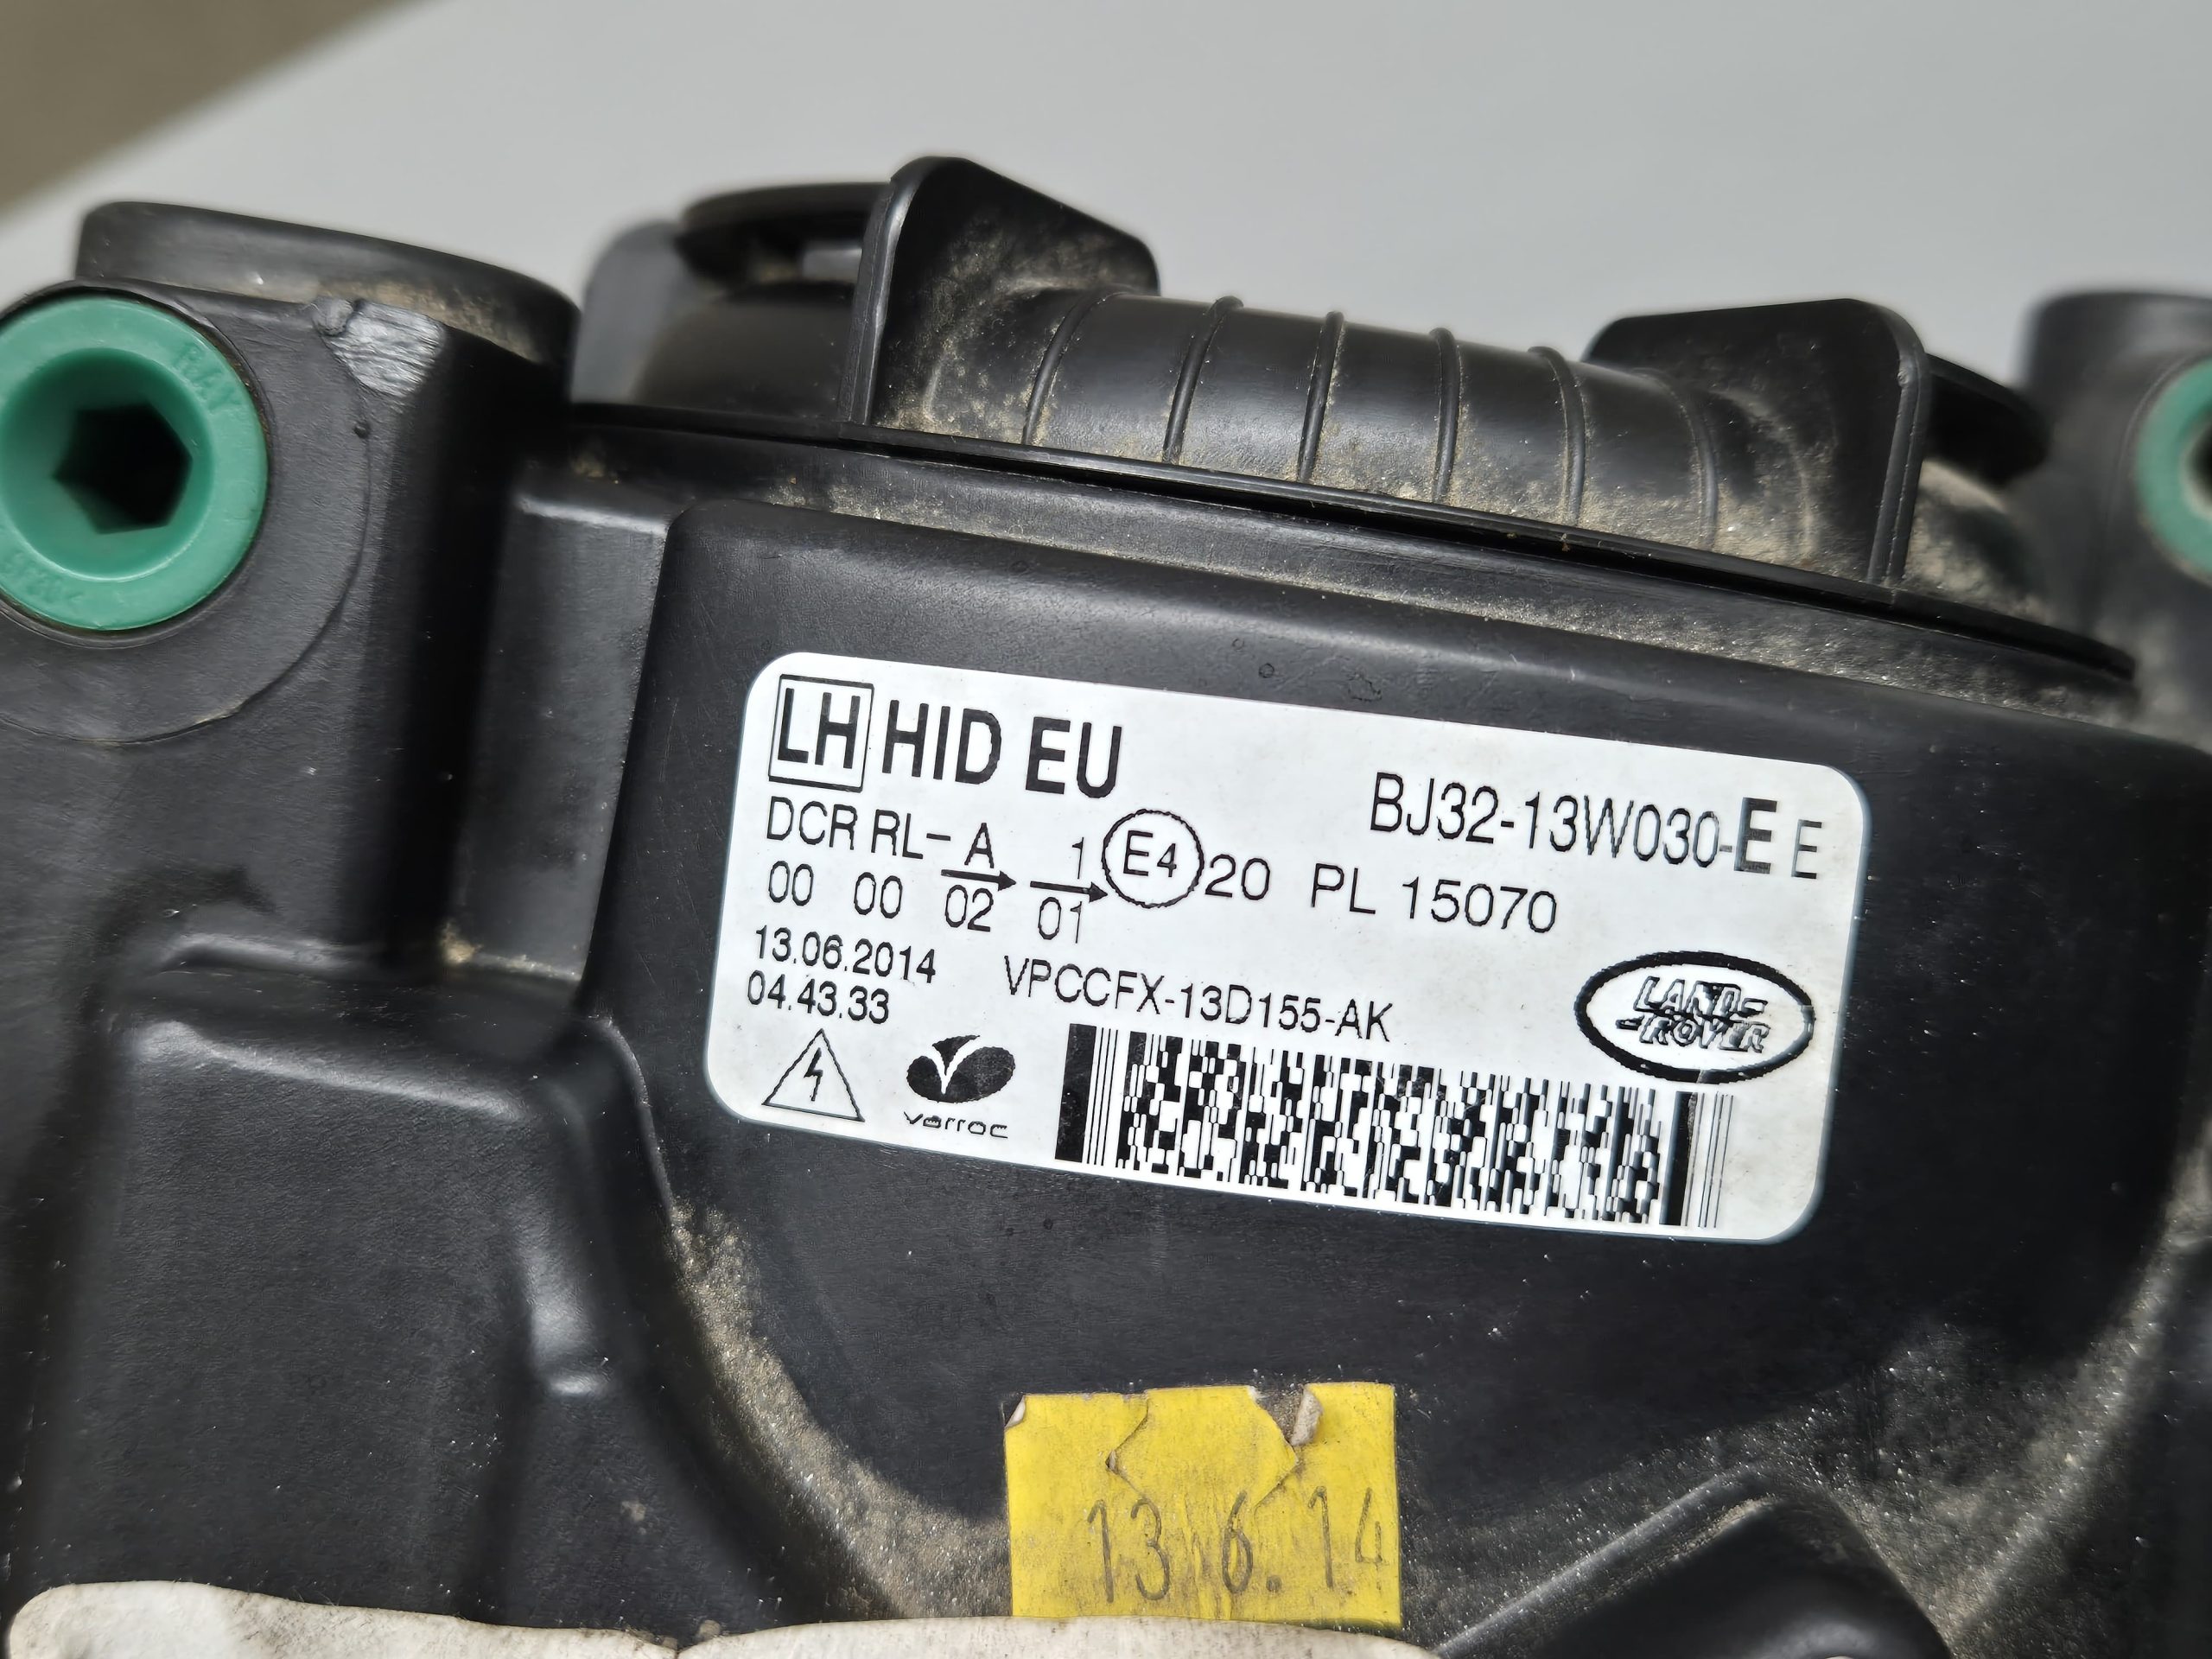 LH HID EU
BJ32-13W030-E E
DCR RL- A 1 E4 20 PL 15070
00 00 02 01
13.06.2014 VPCCFX-13D155-AK
04.43.33
LAND-
-ROVER
varroc
13.6.14